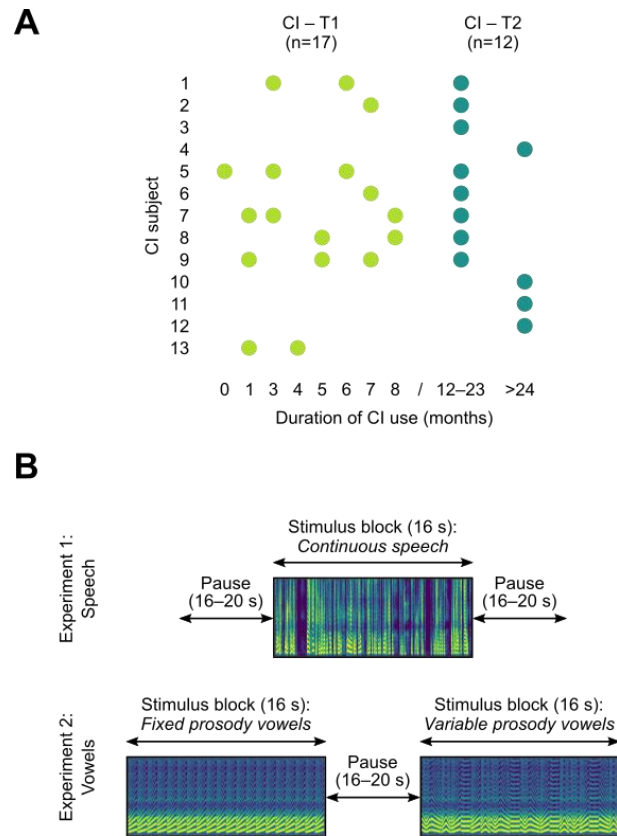 A
CI – T1
(n=17)
CI – T2
(n=12)
CI subject
1
2
3
4
5
6
7
8
9
10
11
12
13
0 1 3 4 5 6 7 8 / 12–23 >24
Duration of CI use (months)
B
Experiment 1:
Speech
Stimulus block (16 s):
Continuous speech
Pause
(16–20 s)
Pause
(16–20 s)
Experiment 2:
Vowels
Stimulus block (16 s):
Fixed prosody vowels
Pause
(16–20 s)
Stimulus block (16 s):
Variable prosody vowels